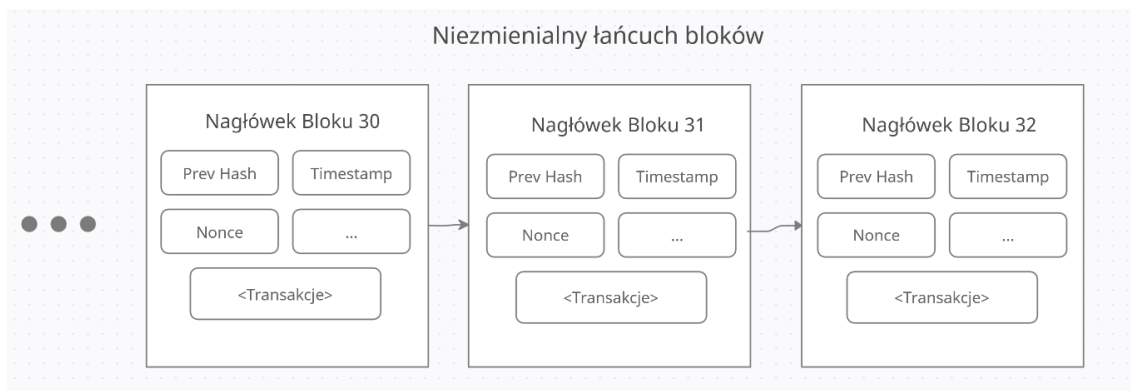 Niezmienialny łańcuch bloków
Nagłówek Bloku 30
Prev Hash
Timestamp
Nonce
...
<Transakcje>
Nagłówek Bloku 31
Prev Hash
Timestamp
Nonce
...
<Transakcje>
Nagłówek Bloku 32
Prev Hash
Timestamp
Nonce
...
<Transakcje>